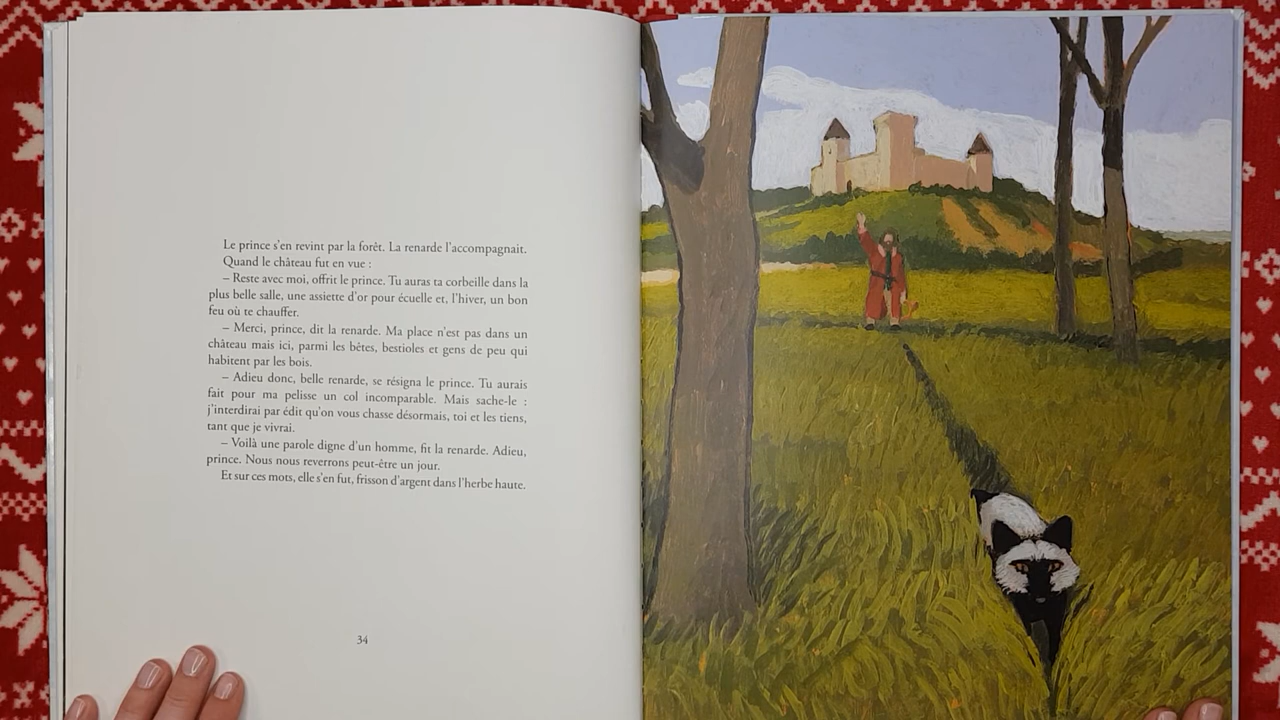 Le prince s'en revint par la forêt. La renarde l'accompagnait.
Quand le château fut en vue :
– Reste avec moi, offrit le prince. Tu auras ta corbeille dans la
plus belle salle, une assiette d'or pour écuelle et, l'hiver, un bon
feu où te chauffer.
– Merci, prince, dit la renarde. Ma place n'est pas dans un
château mais ici, parmi les bêtes, bestioles et gens de peu qui
habitent par les bois.
– Adieu donc, belle renarde, se résigna le prince. Tu aurais
fait pour ma pelisse un col incomparable. Mais sache-le :
j'interdirai par édit qu'on vous chasse désormais, toi et les tiens,
tant que je vivrai.
– Voilà une parole digne d'un homme, fit la renarde. Adieu,
prince. Nous nous reverrons peut-être un jour.
Et sur ces mots, elle s'en fut, frisson d'argent dans l'herbe haute.
34